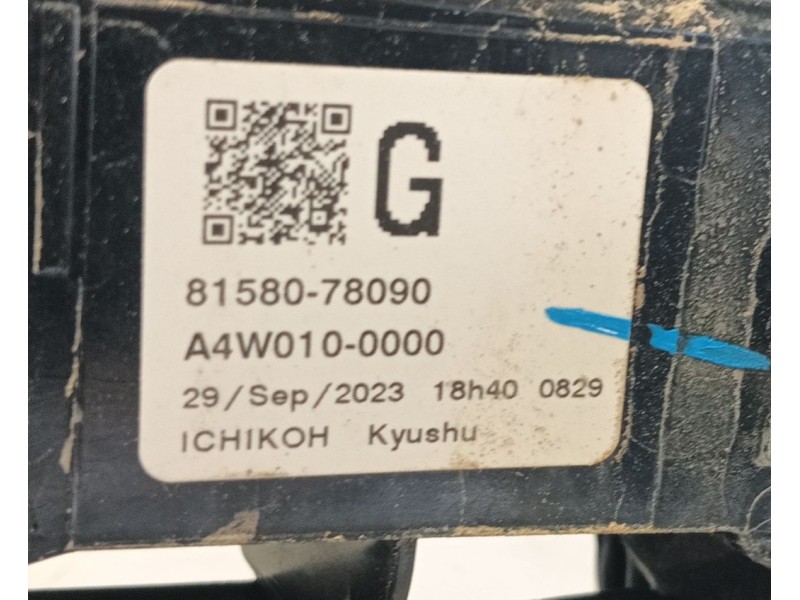 G
81580-78090
A4W010-0000
29/Sep/2023 18h40 0829
ICHIKOH Kyushu